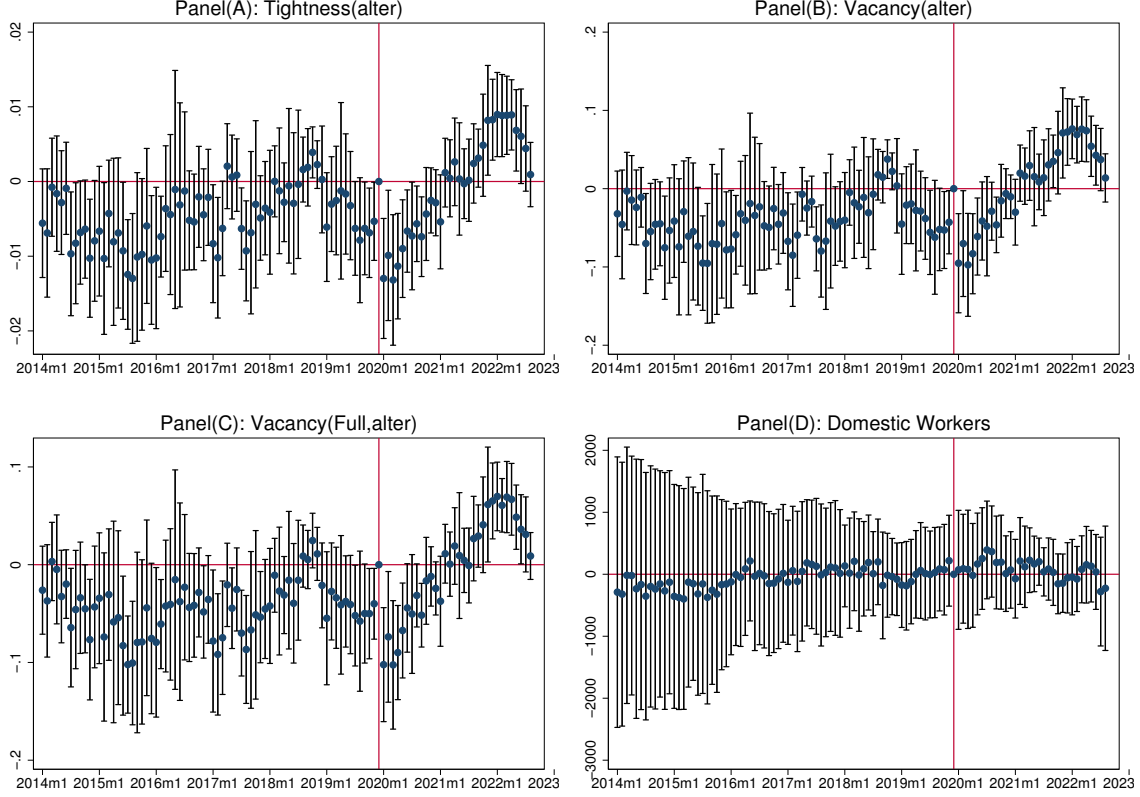 Panel(A): Tightness(alter)
.02
.01
0
-.01
-.02
2014m1 2015m1 2016m1 2017m1 2018m1 2019m1 2020m1 2021m1 2022m1 2023
Panel(B): Vacancy(alter)
.2
.1
0
-.1
-.2
2014m1 2015m1 2016m1 2017m1 2018m1 2019m1 2020m1 2021m1 2022m1 2023
Panel(C): Vacancy(Full,alter)
.1
0
-.1
-.2
2014m1 2015m1 2016m1 2017m1 2018m1 2019m1 2020m1 2021m1 2022m1 2023
Panel(D): Domestic Workers
2000
1000
0
-1000
-2000
-3000
2014m1 2015m1 2016m1 2017m1 2018m1 2019m1 2020m1 2021m1 2022m1 2023